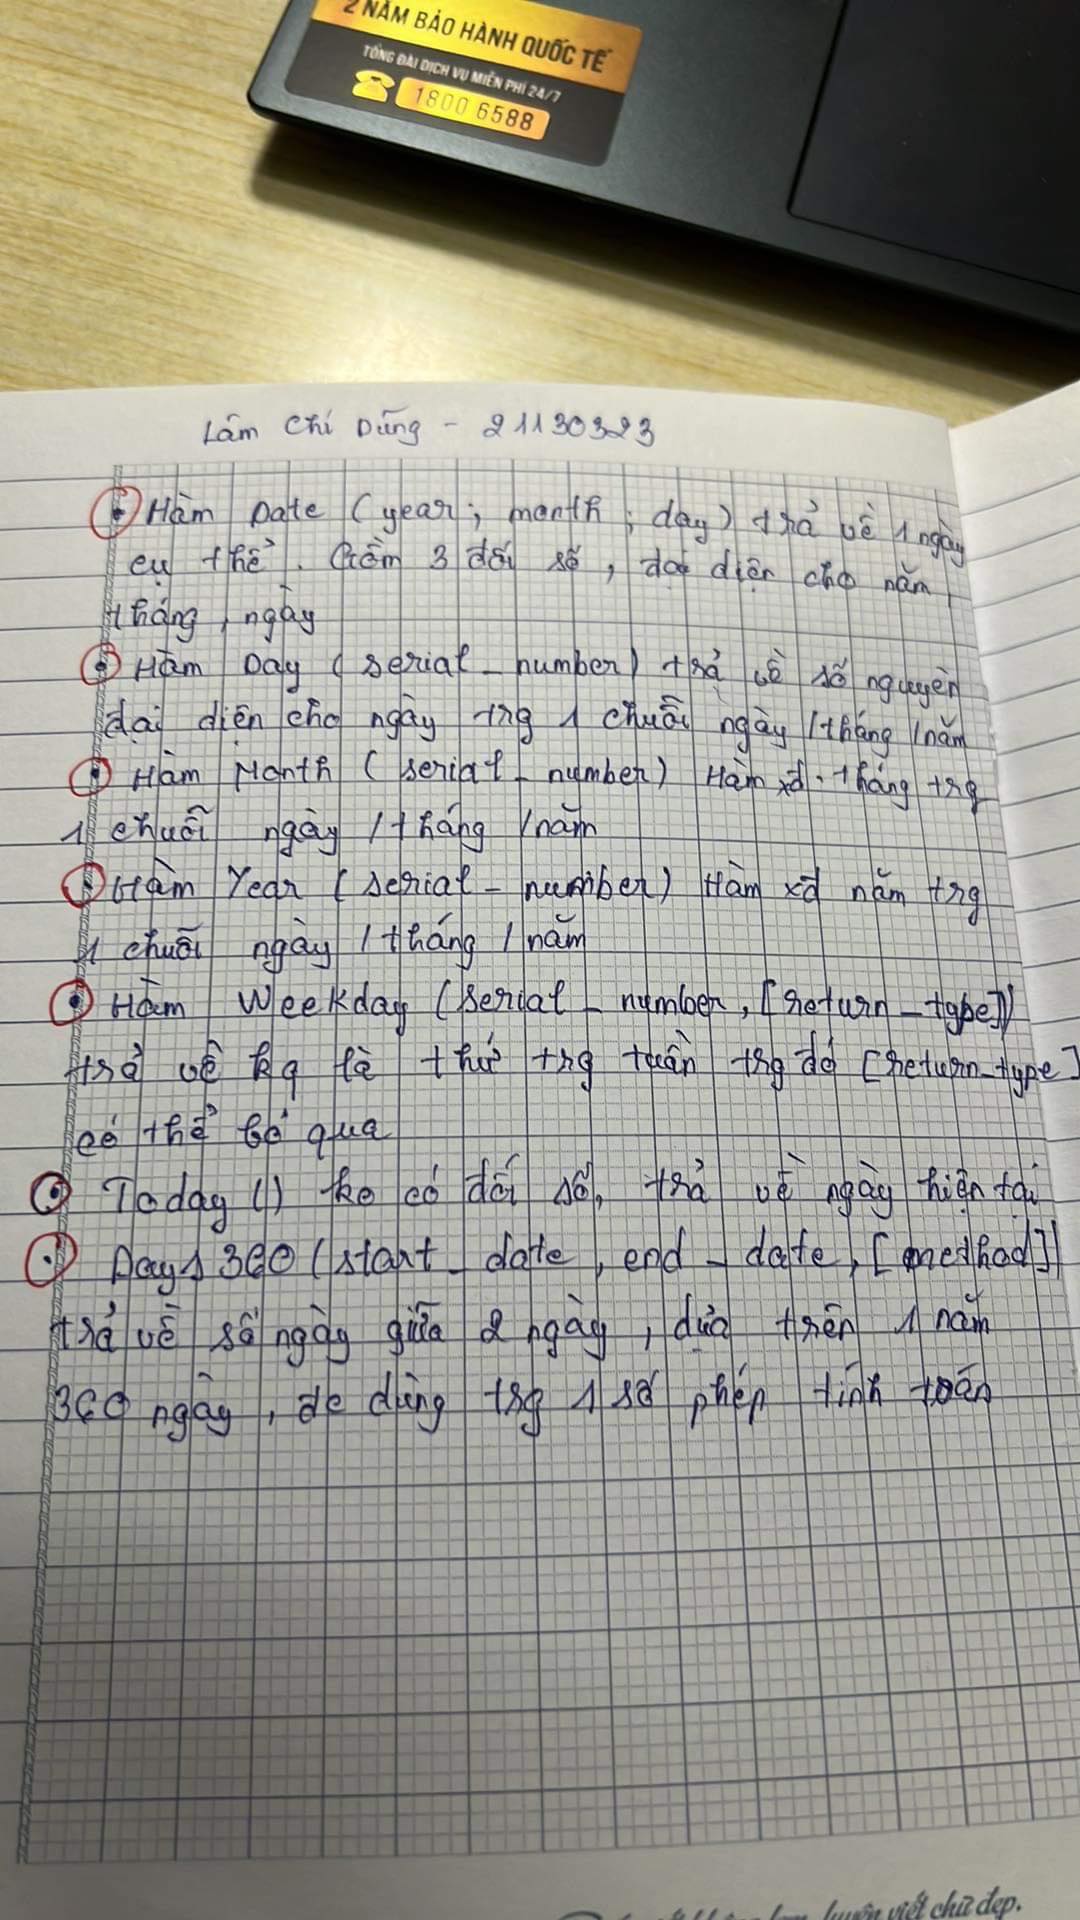 2 NĂM BẢO HÀNH QUỐC TẾ
TỔNG ĐÀI DỊCH VỤ MIỄN PHÍ 24/7
1800 6588
Lâm Chí Dũng - 21130323
Hàm Date (year; month; day) trả về 1 ngày
cụ thể. Gồm 3 đối số, đại diện cho năm,
tháng, ngày
Hàm Day (serial_number) trả về số nguyên
đại diện cho ngày trg 1 chuỗi ngày/tháng/năm
Hàm Month (serial_number) Hàm xđ tháng trg
1 chuỗi ngày/tháng/năm
Hàm Year (serial_number) Hàm xđ năm trg
1 chuỗi ngày/tháng/năm
Hàm Weekday (serial_number, [return_type])
trả về kq là thứ trg tuần trg đó [return_type]
có thể bỏ qua
Today () ko có đối số, trả về ngày hiện tại
Days 360 (start_date, end_date, [method])
trả về số ngày giữa 2 ngày, dựa trên 1 năm
360 ngày, dc dùng trg 1 số phép tính toán
luyện viết chữ đẹp.